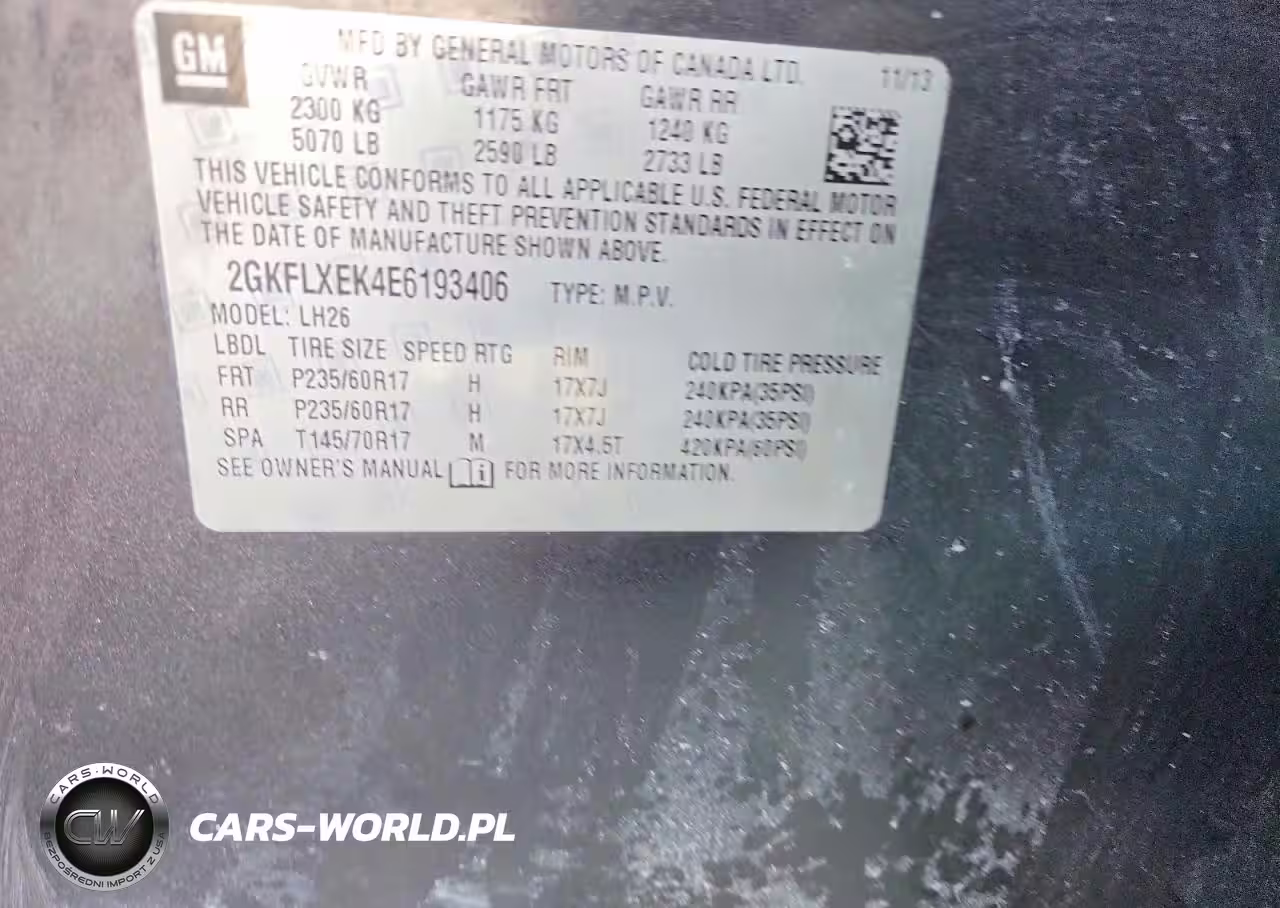 GM
MFD BY GENERAL MOTORS OF CANADA LTD.
11/13
GVWR GAWR FRT GAWR RR
2300 KG 1175 KG 1240 KG
5070 LB 2590 LB 2733 LB
THIS VEHICLE CONFORMS TO ALL APPLICABLE U.S. FEDERAL MOTOR
VEHICLE SAFETY AND THEFT PREVENTION STANDARDS IN EFFECT ON
THE DATE OF MANUFACTURE SHOWN ABOVE.
2GKFLXEK4E6193406 TYPE: M.P.V.
MODEL: LH26
LBDL TIRE SIZE SPEED RTG RIM COLD TIRE PRESSURE
FRT P235/60R17 H 17X7J 240KPA(35PSI)
RR P235/60R17 H 17X7J 240KPA(35PSI)
SPA T145/70R17 M 17X4.5T 420KPA(60PSI)
SEE OWNER'S MANUAL FOR MORE INFORMATION.
CARS-WORLD
CW
BEZPOŚREDNI IMPORT Z USA
CARS-WORLD.PL